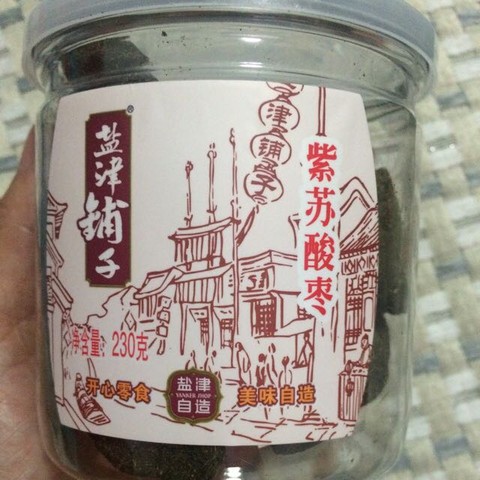 盐津铺子®
盐津铺子
紫苏酸枣
净含量：230克
开心零食
盐津
YANKER SHOP
自造
美味自造